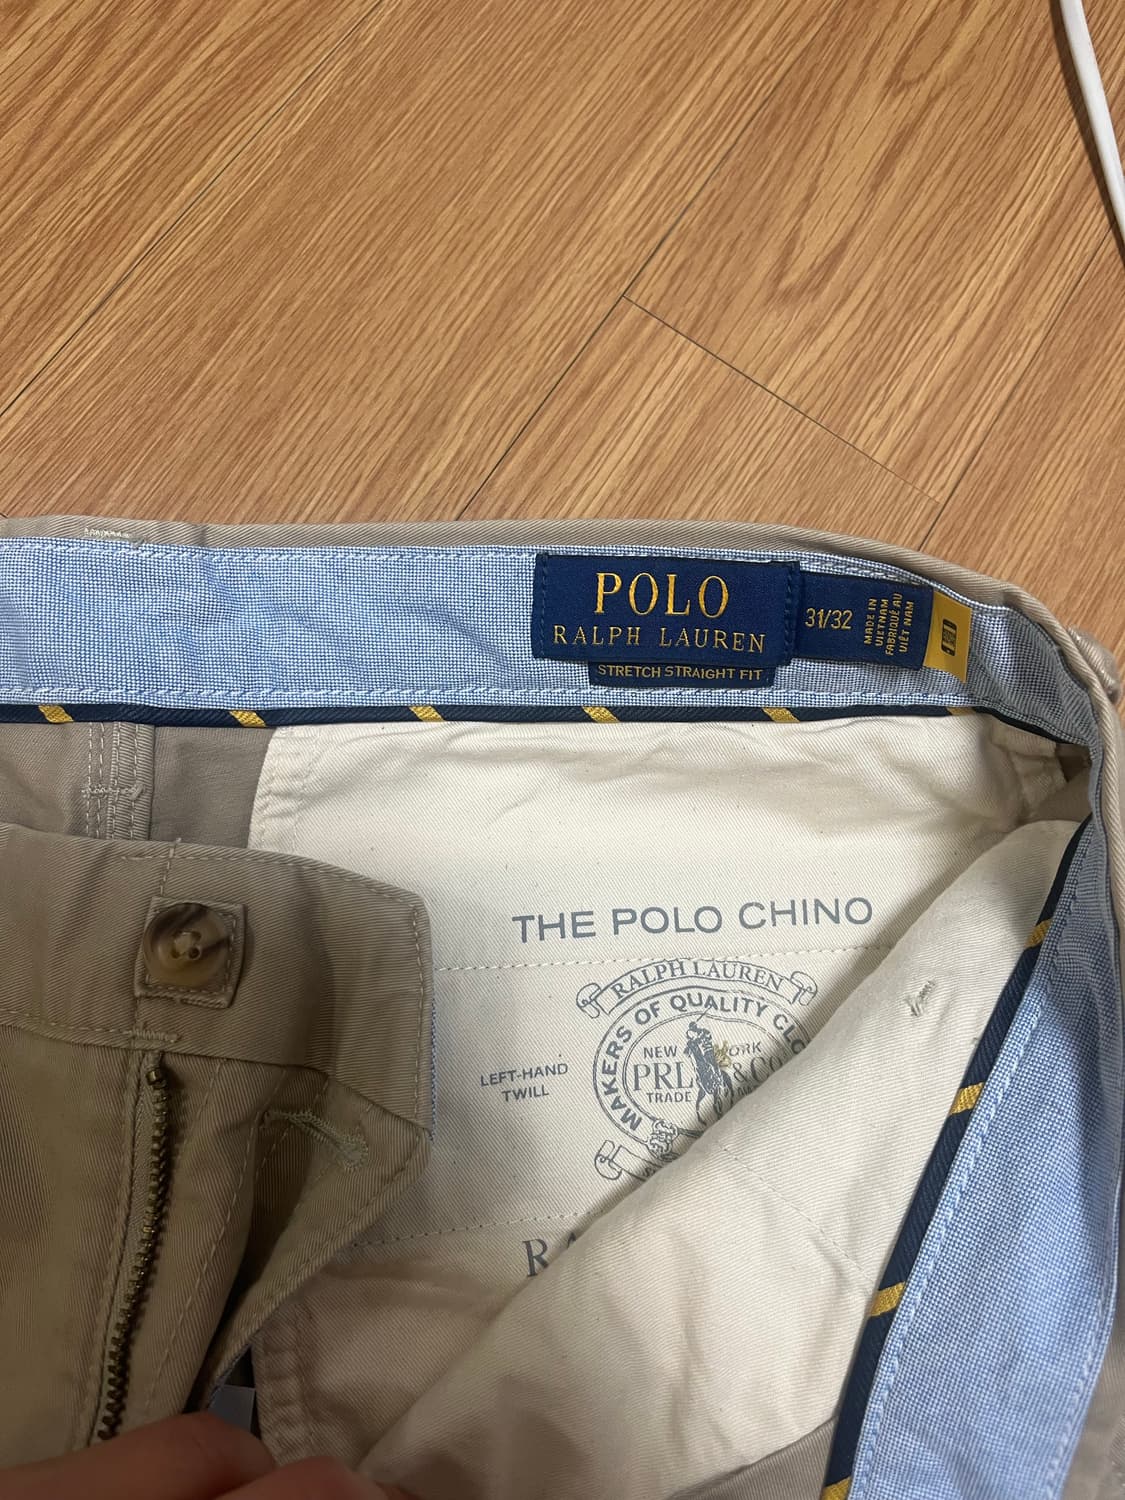 POLO
RALPH LAUREN
STRETCH STRAIGHT FIT
31/32
MADE IN
VIETNAM
FABRIQUÉ AU
VIÊT NAM
THE POLO CHINO
RALPH LAUREN
MAKERS OF QUALITY
NEW YORK
PRL & CO
TRADE
LEFT-HAND
TWILL